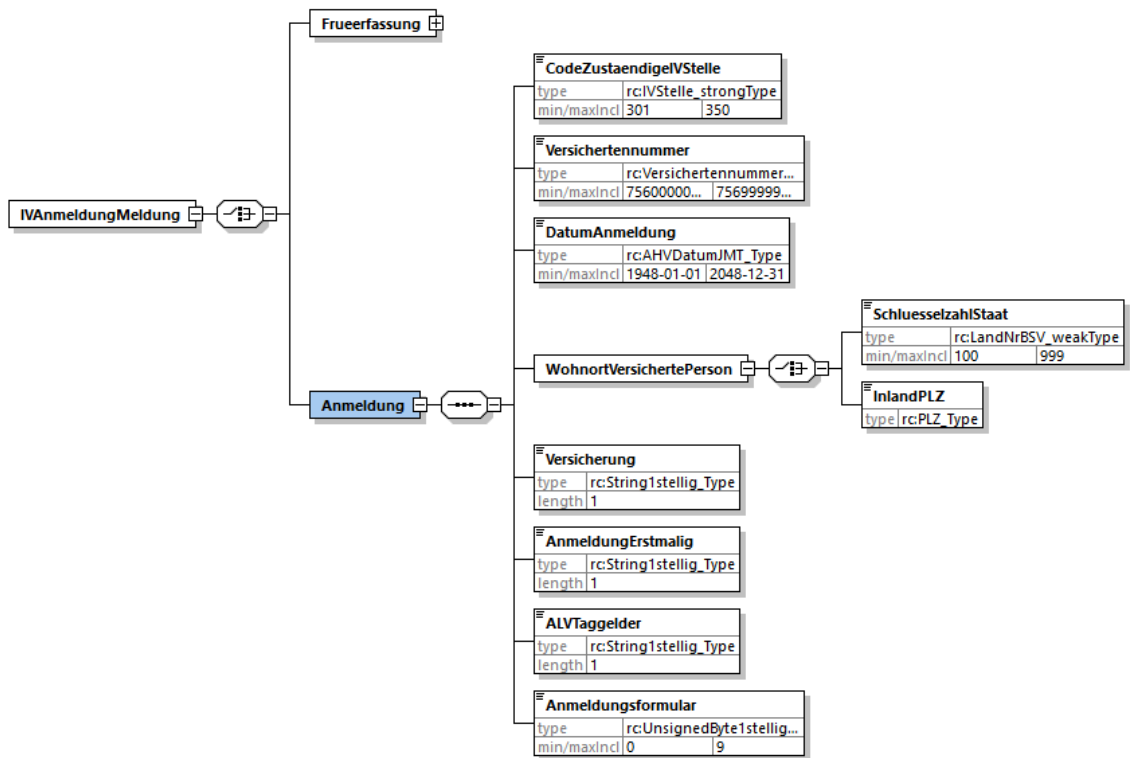 Frueerfassung
IVAnmeldungMeldung
Anmeldung
CodeZustaendigeIVStelle
type rc:IVStelle_strongType
min/maxIncl 301 350
Versichertennummer
type rc:Versichertennummer...
min/maxIncl 75600000... 75699999...
DatumAnmeldung
type rc:AHVDatumJMT_Type
min/maxIncl 1948-01-01 2048-12-31
WohnortVersichertePerson
SchluesselzahlStaat
type rc:LandNrBSV_weakType
min/maxIncl 100 999
InlandPLZ
type rc:PLZ_Type
Versicherung
type rc:String1stellig_Type
length 1
AnmeldungErstmalig
type rc:String1stellig_Type
length 1
ALVTaggelder
type rc:String1stellig_Type
length 1
Anmeldungsformular
type rc:UnsignedByte1stellig...
min/maxIncl 0 9